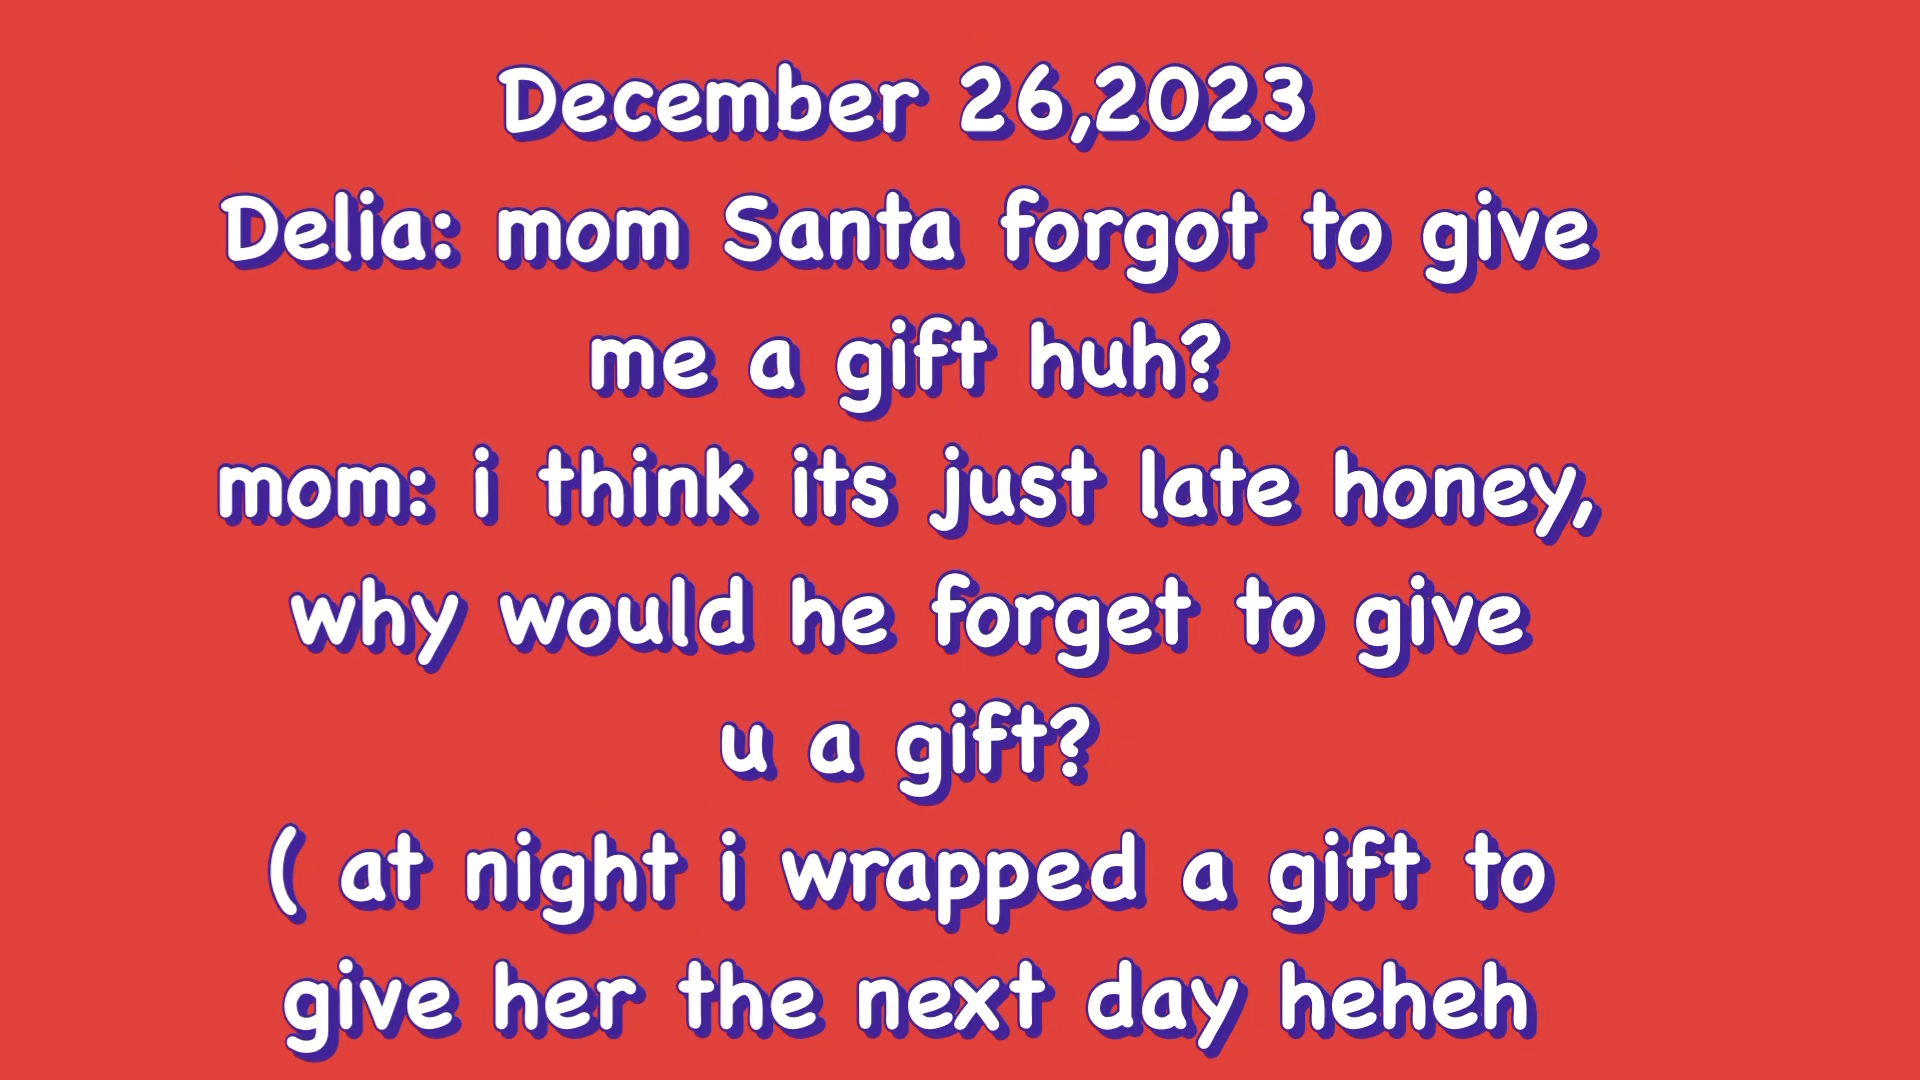 December 26,2023
Delia: mom Santa forgot to give
me a gift huh?
mom: i think its just late honey,
why would he forget to give
u a gift?
( at night i wrapped a gift to
give her the next day heheh